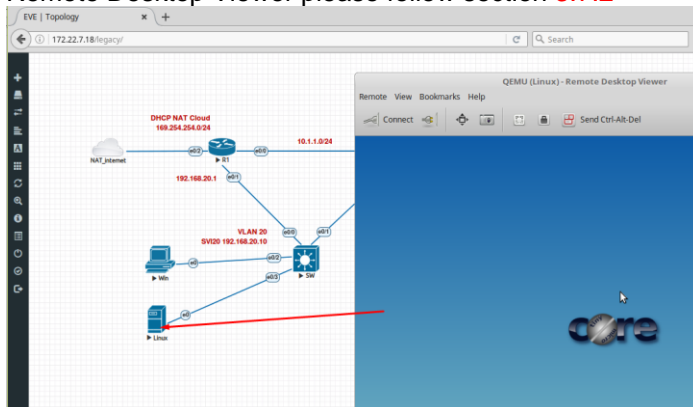 Remote Desktop Viewer please follow section
EVE | Topology
172.22.7.18/legacy/
Search
QEMU (Linux) - Remote Desktop Viewer
Remote View Bookmarks Help
Connect
Send Ctrl-Alt-Del
DHCP NAT Cloud
169.254.254.0/24
10.1.1.0/24
NAT_internet
e0/2
R1
e0/0
192.168.20.1
e0/1
VLAN 20
SVI20 192.168.20.10
e0/0
e0/1
Win
e0
e0/2
SW
e0/3
e0
Linux
core